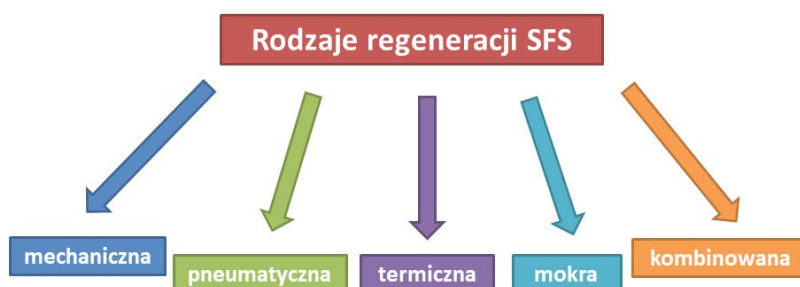 Rodzaje regeneracji SFS
mechaniczna
pneumatyczna
termiczna
mokra
kombinowana